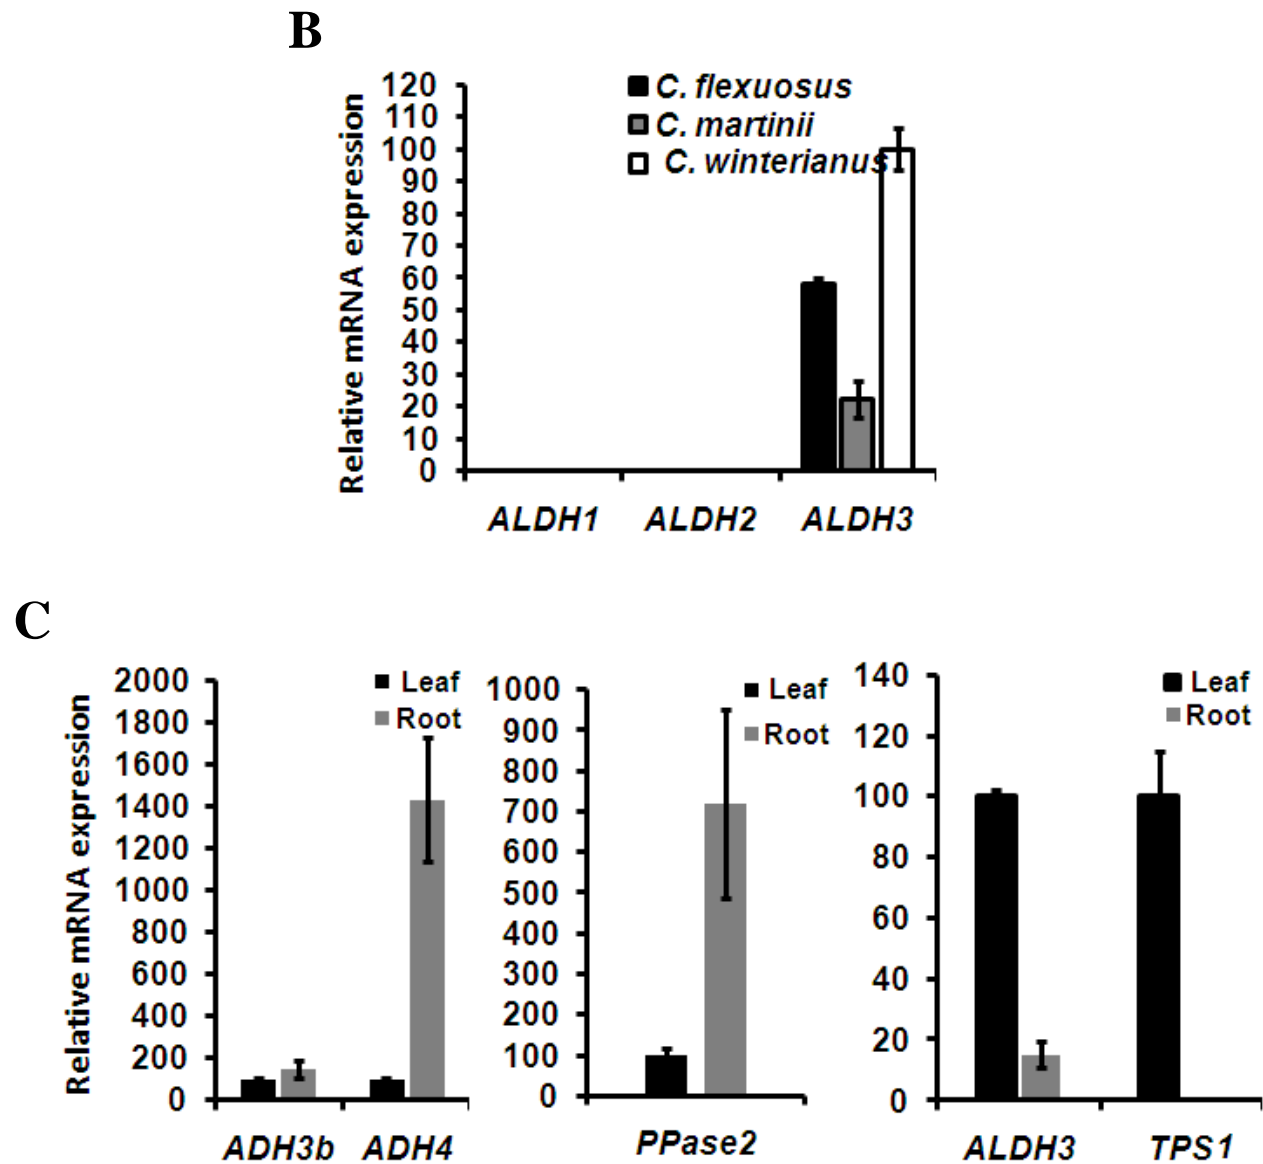 B
Relative mRNA expression
120
110
100
90
80
70
60
50
40
30
20
10
0
C. flexuosus
C. martinii
C. winterianus
ALDH1 ALDH2 ALDH3
C
Relative mRNA expression
2000
1800
1600
1400
1200
1000
800
600
400
200
0
Leaf
Root
ADH3b ADH4
1000
900
800
700
600
500
400
300
200
100
0
Leaf
Root
PPase2
140
120
100
80
60
40
20
0
Leaf
Root
ALDH3 TPS1